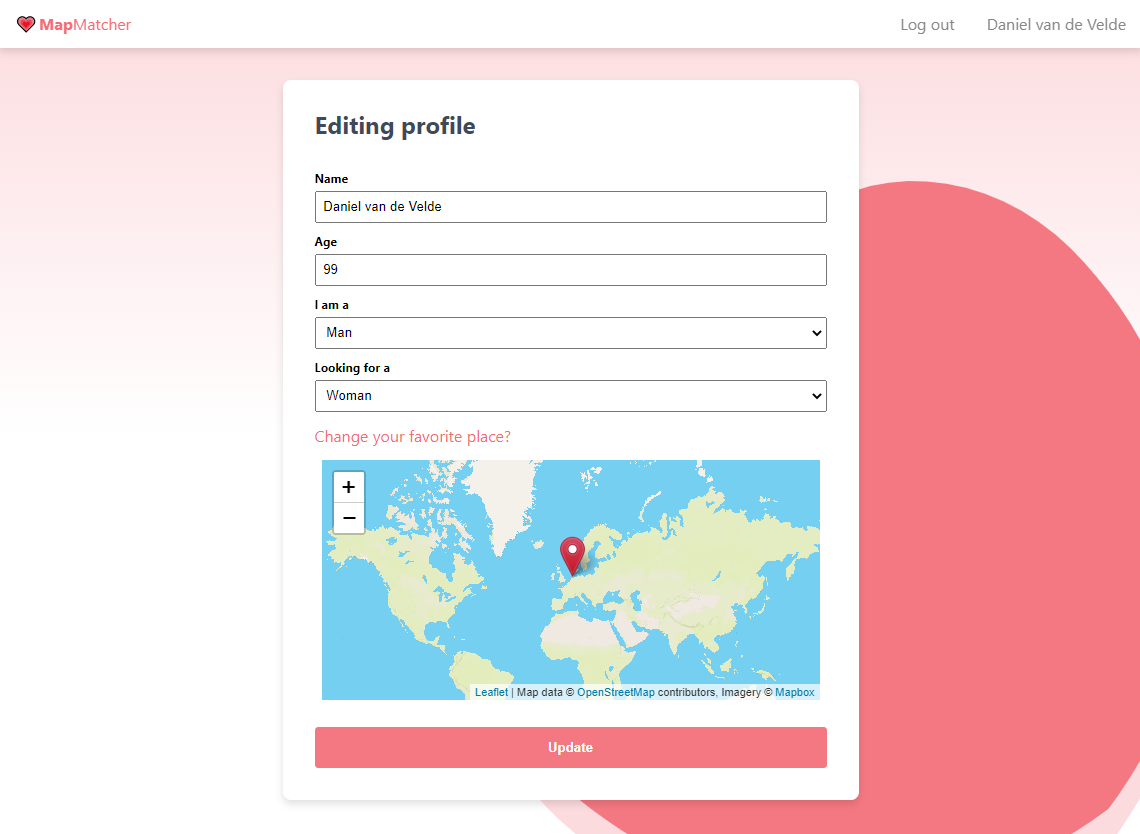 MapMatcher
Log out
Daniel van de Velde
Editing profile
Name
Daniel van de Velde
Age
99
I am a
Man
Looking for a
Woman
Change your favorite place?
+
−
Leaflet | Map data © OpenStreetMap contributors, Imagery © Mapbox
Update